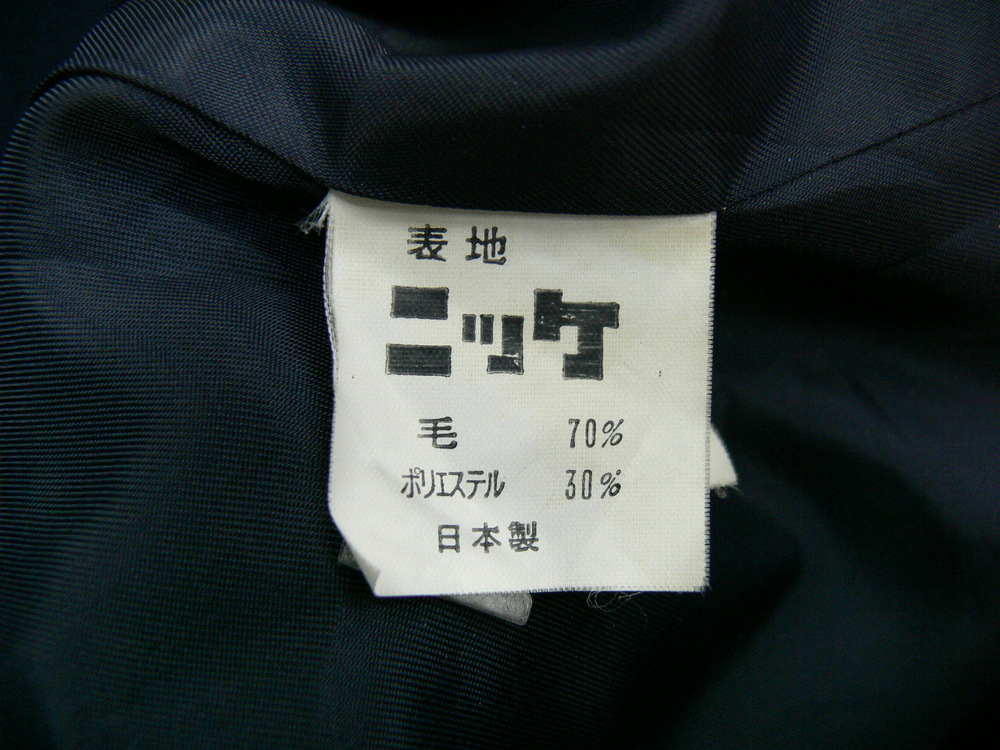 表地
ニッケ
毛 70%
ポリエステル 30%
日本製